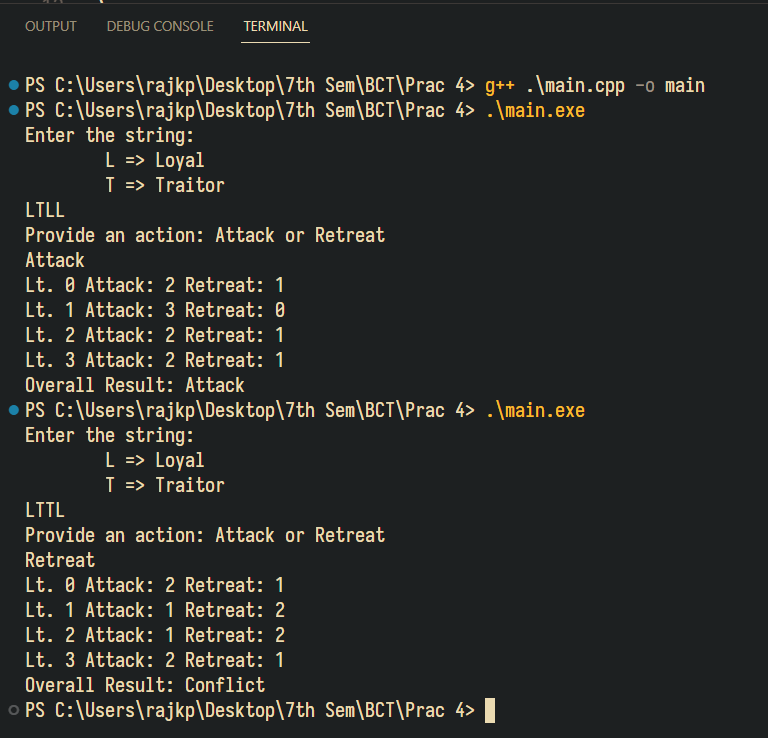 OUTPUT DEBUG CONSOLE TERMINAL
PS C:\Users\rajkp\Desktop\7th Sem\BCT\Prac 4> g++ .\main.cpp -o main
PS C:\Users\rajkp\Desktop\7th Sem\BCT\Prac 4> .\main.exe
Enter the string:
        L => Loyal
        T => Traitor
LTLL
Provide an action: Attack or Retreat
Attack
Lt. 0 Attack: 2 Retreat: 1
Lt. 1 Attack: 3 Retreat: 0
Lt. 2 Attack: 2 Retreat: 1
Lt. 3 Attack: 2 Retreat: 1
Overall Result: Attack
PS C:\Users\rajkp\Desktop\7th Sem\BCT\Prac 4> .\main.exe
Enter the string:
        L => Loyal
        T => Traitor
LTTL
Provide an action: Attack or Retreat
Retreat
Lt. 0 Attack: 2 Retreat: 1
Lt. 1 Attack: 1 Retreat: 2
Lt. 2 Attack: 1 Retreat: 2
Lt. 3 Attack: 2 Retreat: 1
Overall Result: Conflict
PS C:\Users\rajkp\Desktop\7th Sem\BCT\Prac 4>